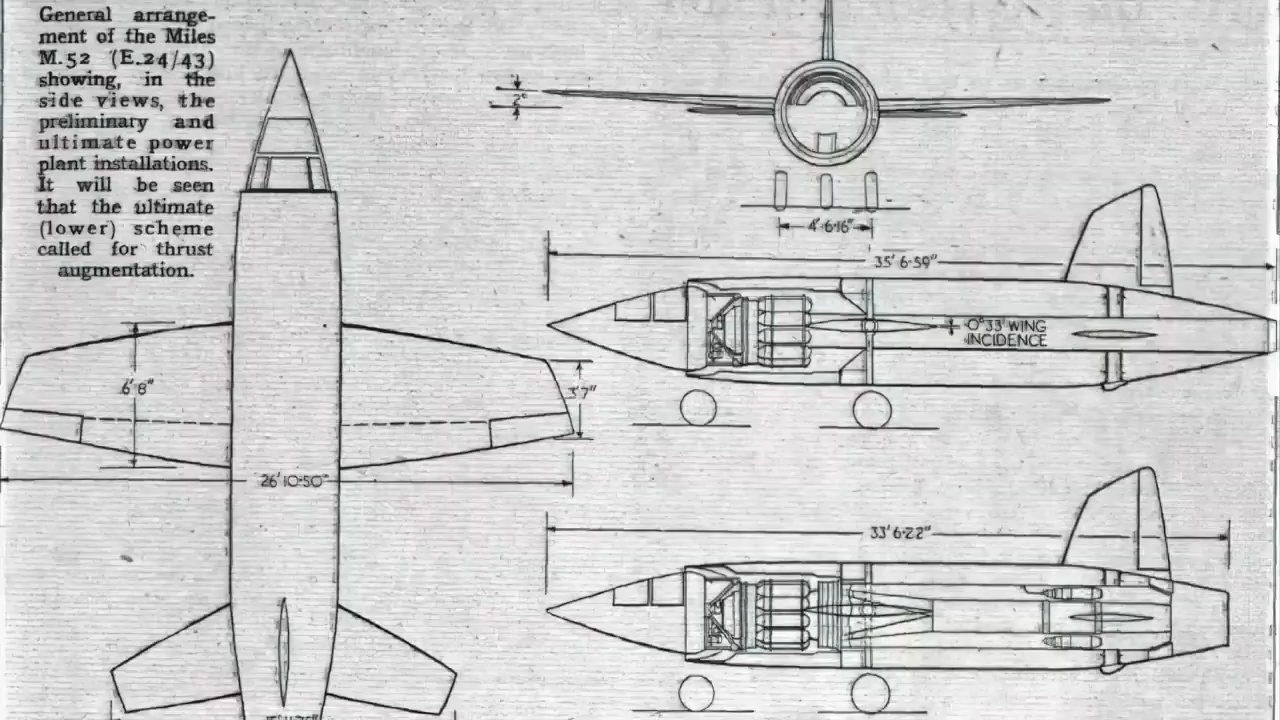 General arrange-
ment of the Miles
M.52 (E.24/43)
showing, in the
side views, the
preliminary and
ultimate power
plant installations.
It will be seen
that the ultimate
(lower) scheme
called for thrust
augmentation.
2°
4' 6·16"
35' 6·59"
-0° 33' WING
INCIDENCE
6' 8"
3' 7"
26' 10·50"
33' 6·22"